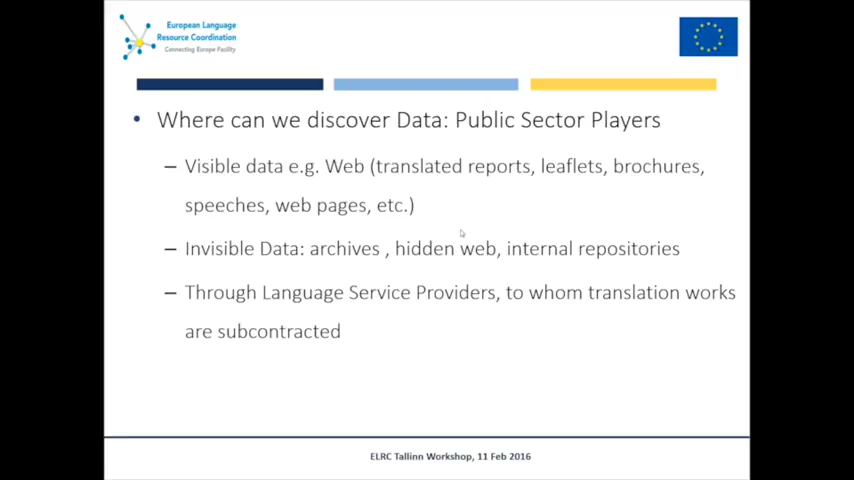 European Language
Resource Coordination
Connecting Europe Facility
• Where can we discover Data: Public Sector Players
– Visible data e.g. Web (translated reports, leaflets, brochures,
speeches, web pages, etc.)
– Invisible Data: archives , hidden web, internal repositories
– Through Language Service Providers, to whom translation works
are subcontracted
ELRC Tallinn Workshop, 11 Feb 2016